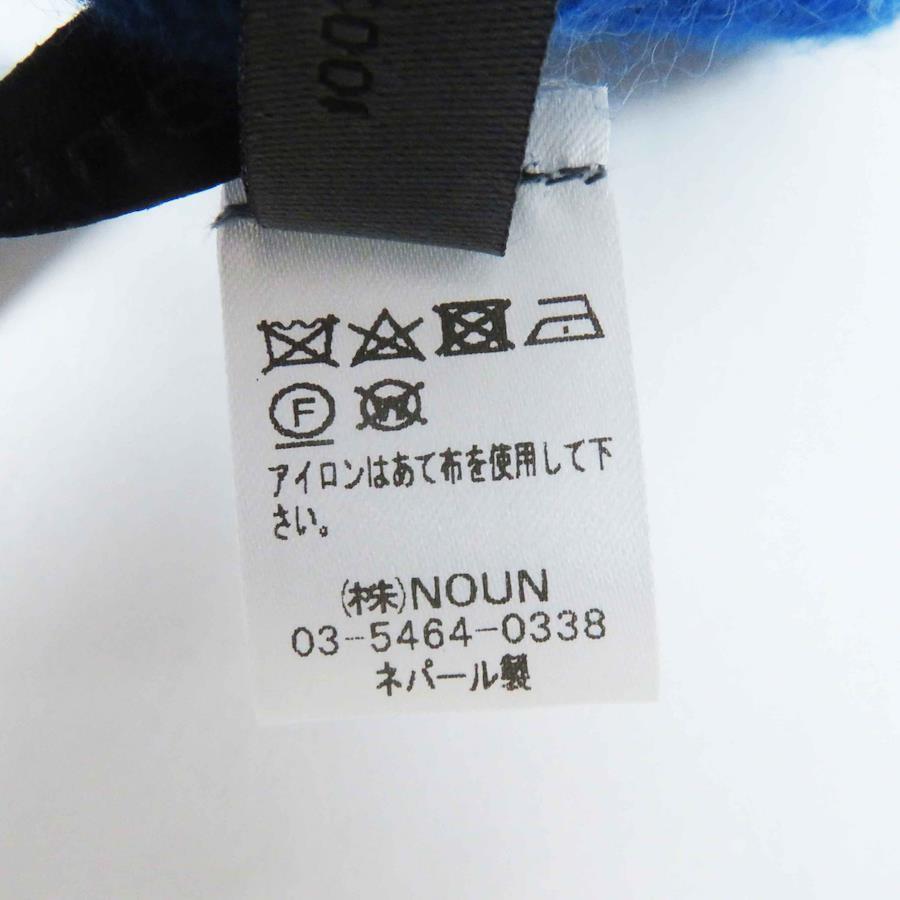 100%
F
W
アイロンはあて布を使用して下
さい。
(株)NOUN
03-5464-0338
ネパール製